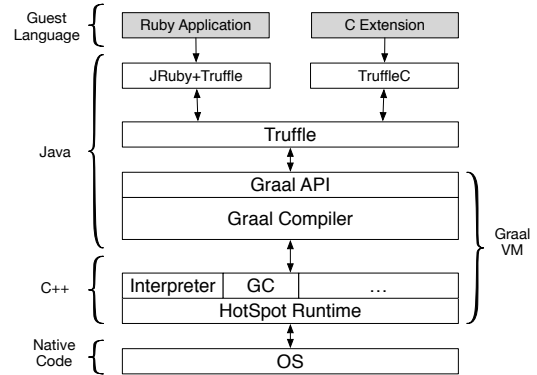 Guest
Language
Ruby Application
C Extension
JRuby+Truffle
TruffleC
Java
Truffle
Graal API
Graal Compiler
Graal
VM
C++
Interpreter
GC
...
HotSpot Runtime
Native
Code
OS